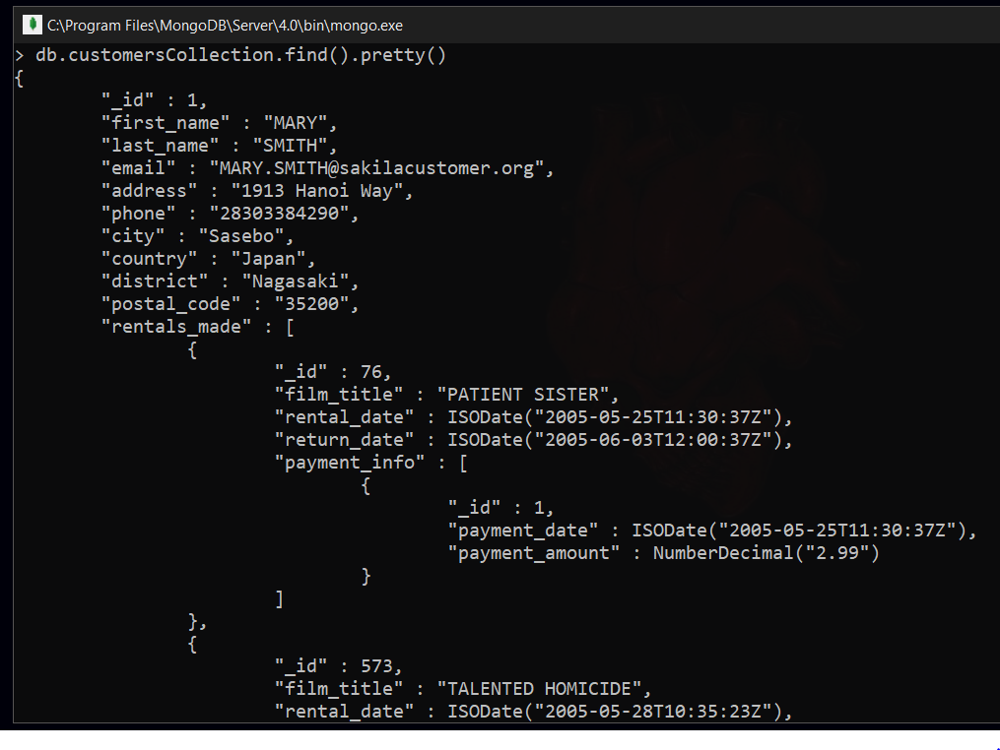 C:\Program Files\MongoDB\Server\4.0\bin\mongo.exe
> db.customersCollection.find().pretty()
{
        "_id" : 1,
        "first_name" : "MARY",
        "last_name" : "SMITH",
        "email" : "MARY.SMITH@sakilacustomer.org",
        "address" : "1913 Hanoi Way",
        "phone" : "28303384290",
        "city" : "Sasebo",
        "country" : "Japan",
        "district" : "Nagasaki",
        "postal_code" : "35200",
        "rentals_made" : [
                {
                        "_id" : 76,
                        "film_title" : "PATIENT SISTER",
                        "rental_date" : ISODate("2005-05-25T11:30:37Z"),
                        "return_date" : ISODate("2005-06-03T12:00:37Z"),
                        "payment_info" : [
                                {
                                        "_id" : 1,
                                        "payment_date" : ISODate("2005-05-25T11:30:37Z"),
                                        "payment_amount" : NumberDecimal("2.99")
                                }
                        ]
                },
                {
                        "_id" : 573,
                        "film_title" : "TALENTED HOMICIDE",
                        "rental_date" : ISODate("2005-05-28T10:35:23Z"),